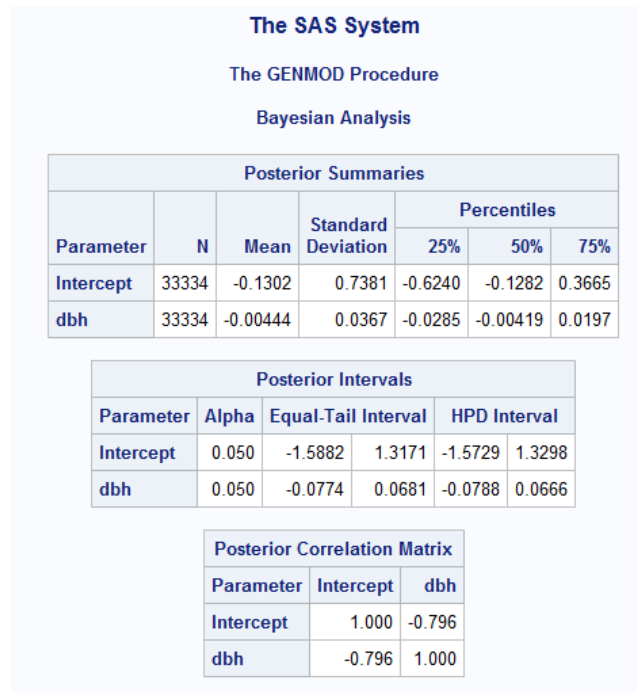 The SAS System
The GENMOD Procedure
Bayesian Analysis
Posterior Summaries
Parameter N Mean Standard Deviation Percentiles
25% 50% 75%
Intercept 33334 -0.1302 0.7381 -0.6240 -0.1282 0.3665
dbh 33334 -0.00444 0.0367 -0.0285 -0.00419 0.0197
Posterior Intervals
Parameter Alpha Equal-Tail Interval HPD Interval
Intercept 0.050 -1.5882 1.3171 -1.5729 1.3298
dbh 0.050 -0.0774 0.0681 -0.0788 0.0666
Posterior Correlation Matrix
Parameter Intercept dbh
Intercept 1.000 -0.796
dbh -0.796 1.000